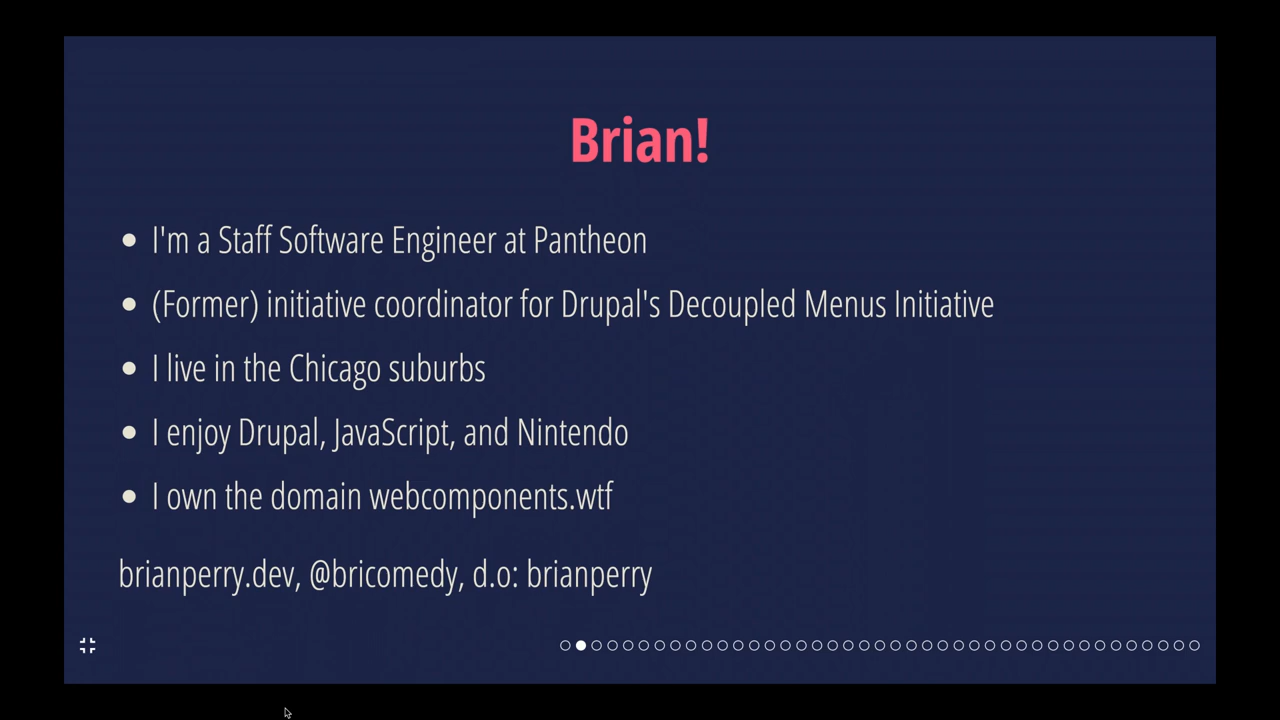 Brian!
I'm a Staff Software Engineer at Pantheon
(Former) initiative coordinator for Drupal's Decoupled Menus Initiative
I live in the Chicago suburbs
I enjoy Drupal, JavaScript, and Nintendo
I own the domain webcomponents.wtf
brianperry.dev, @bricomedy, d.o: brianperry